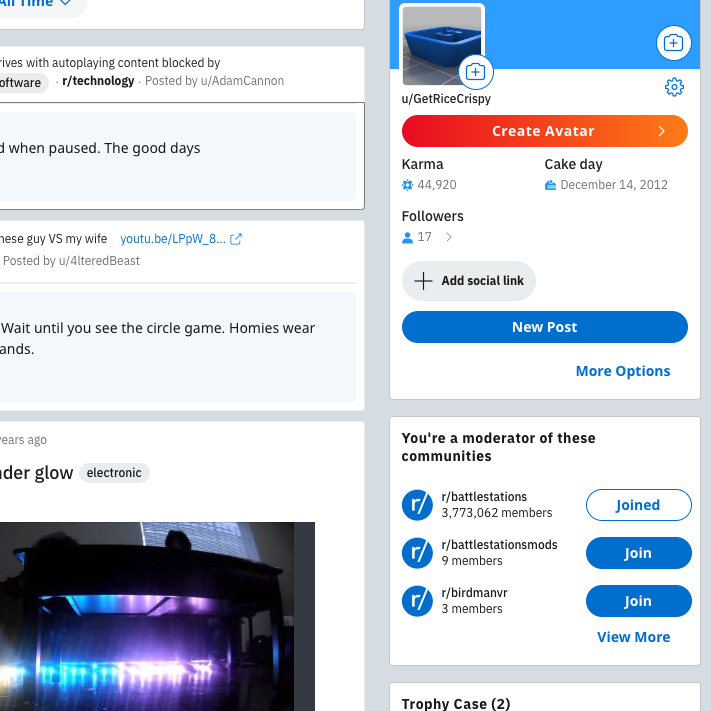 All Time
rives with autoplaying content blocked by
oftware · r/technology · Posted by u/AdamCannon
d when paused. The good days
hese guy VS my wife youtu.be/LPpW_8...
Posted by u/4lteredBeast
Wait until you see the circle game. Homies wear
ands.
years ago
nder glow electronic
u/GetRiceCrispy
Create Avatar
Karma Cake day
44,920 December 14, 2012
Followers
17
Add social link
New Post
More Options
You're a moderator of these
communities
r/battlestations
3,773,062 members
Joined
r/battlestationsmods
9 members
Join
r/birdmanvr
3 members
Join
View More
Trophy Case (2)